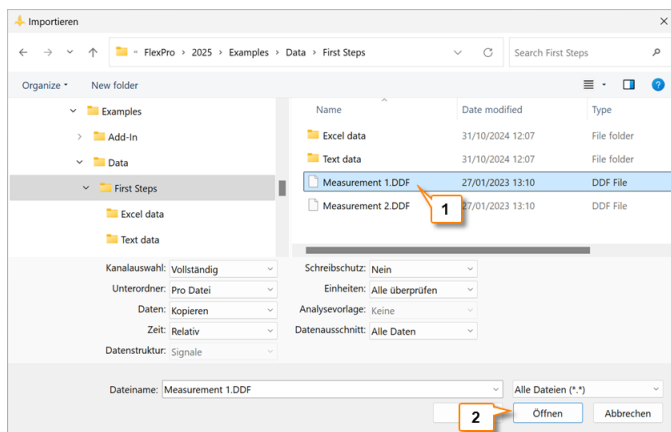 Importieren
FlexPro › 2025 › Examples › Data › First Steps
Search First Steps
Organize
New folder
Name Date modified Type
Examples
Add-In
Data
First Steps
Excel data
Text data
Excel data 31/10/2024 12:07 File folder
Text data 31/10/2024 12:07 File folder
Measurement 1.DDF 27/01/2023 13:10 DDF File
Measurement 2.DDF 27/01/2023 13:10 DDF File
1
Kanalauswahl: Vollständig Schreibschutz: Nein
Unterordner: Pro Datei Einheiten: Alle überprüfen
Daten: Kopieren Analysevorlage: Keine
Zeit: Relativ Datenausschnitt: Alle Daten
Datenstruktur: Signale
Dateiname: Measurement 1.DDF Alle Dateien (*.*)
2 Öffnen Abbrechen